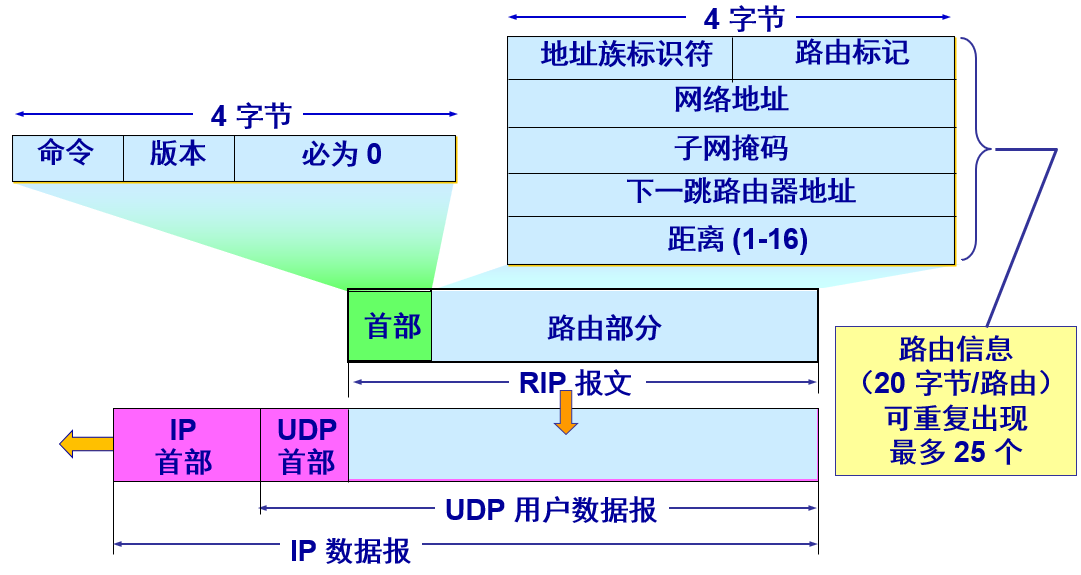 4 字节
地址族标识符 路由标记
网络地址
子网掩码
下一跳路由器地址
距离 (1-16)
4 字节
命令 版本 必为 0
首部 路由部分
路由信息
（20 字节/路由）
可重复出现
最多 25 个
RIP 报文
IP
首部
UDP
首部
UDP 用户数据报
IP 数据报